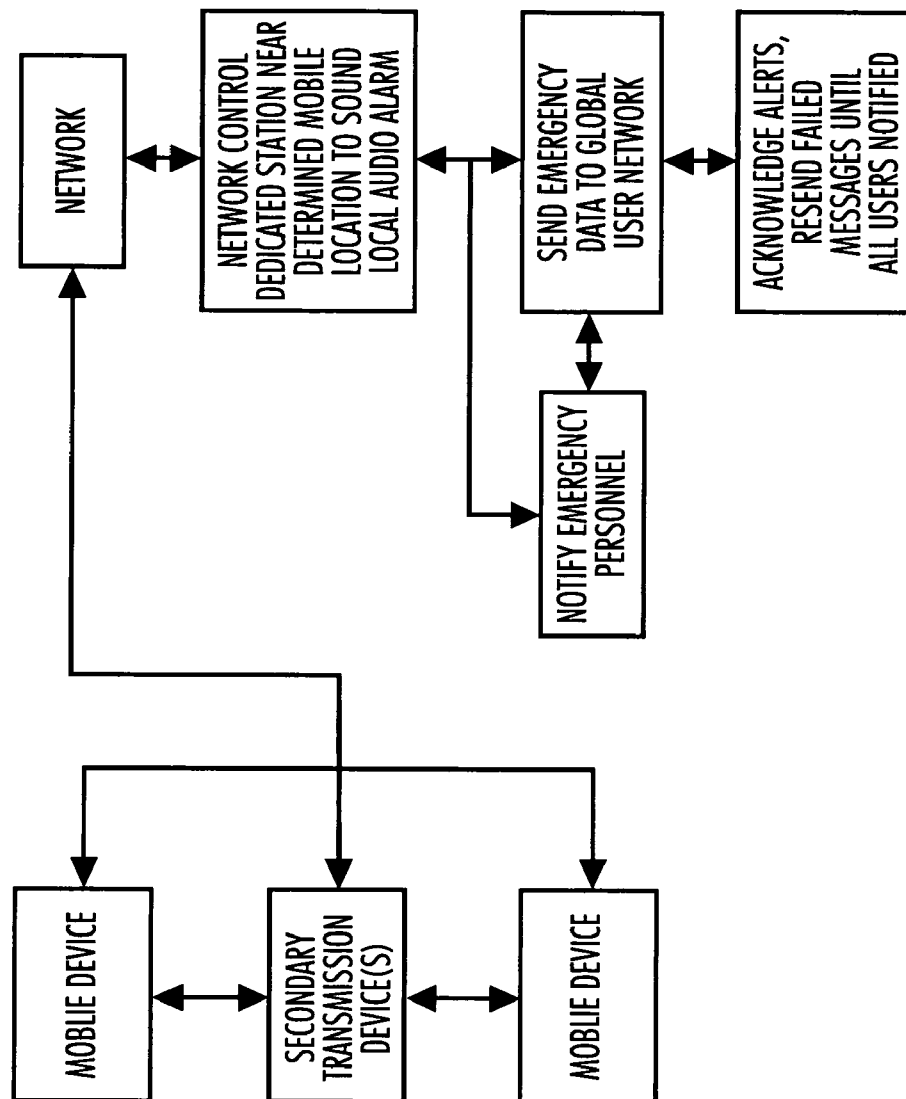 MOBLIE DEVICE
SECONDARY
TRANSMISSION
DEVICE(S)
MOBLIE DEVICE
NETWORK
NETWORK CONTROL
DEDICATED STATION NEAR
DETERMINED MOBILE
LOCATION TO SOUND
LOCAL AUDIO ALARM
NOTIFY EMERGENCY
PERSONNEL
SEND EMERGENCY
DATA TO GLOBAL
USER NETWORK
ACKNOWLEDGE ALERTS,
RESEND FAILED
MESSAGES UNTIL
ALL USERS NOTIFIED